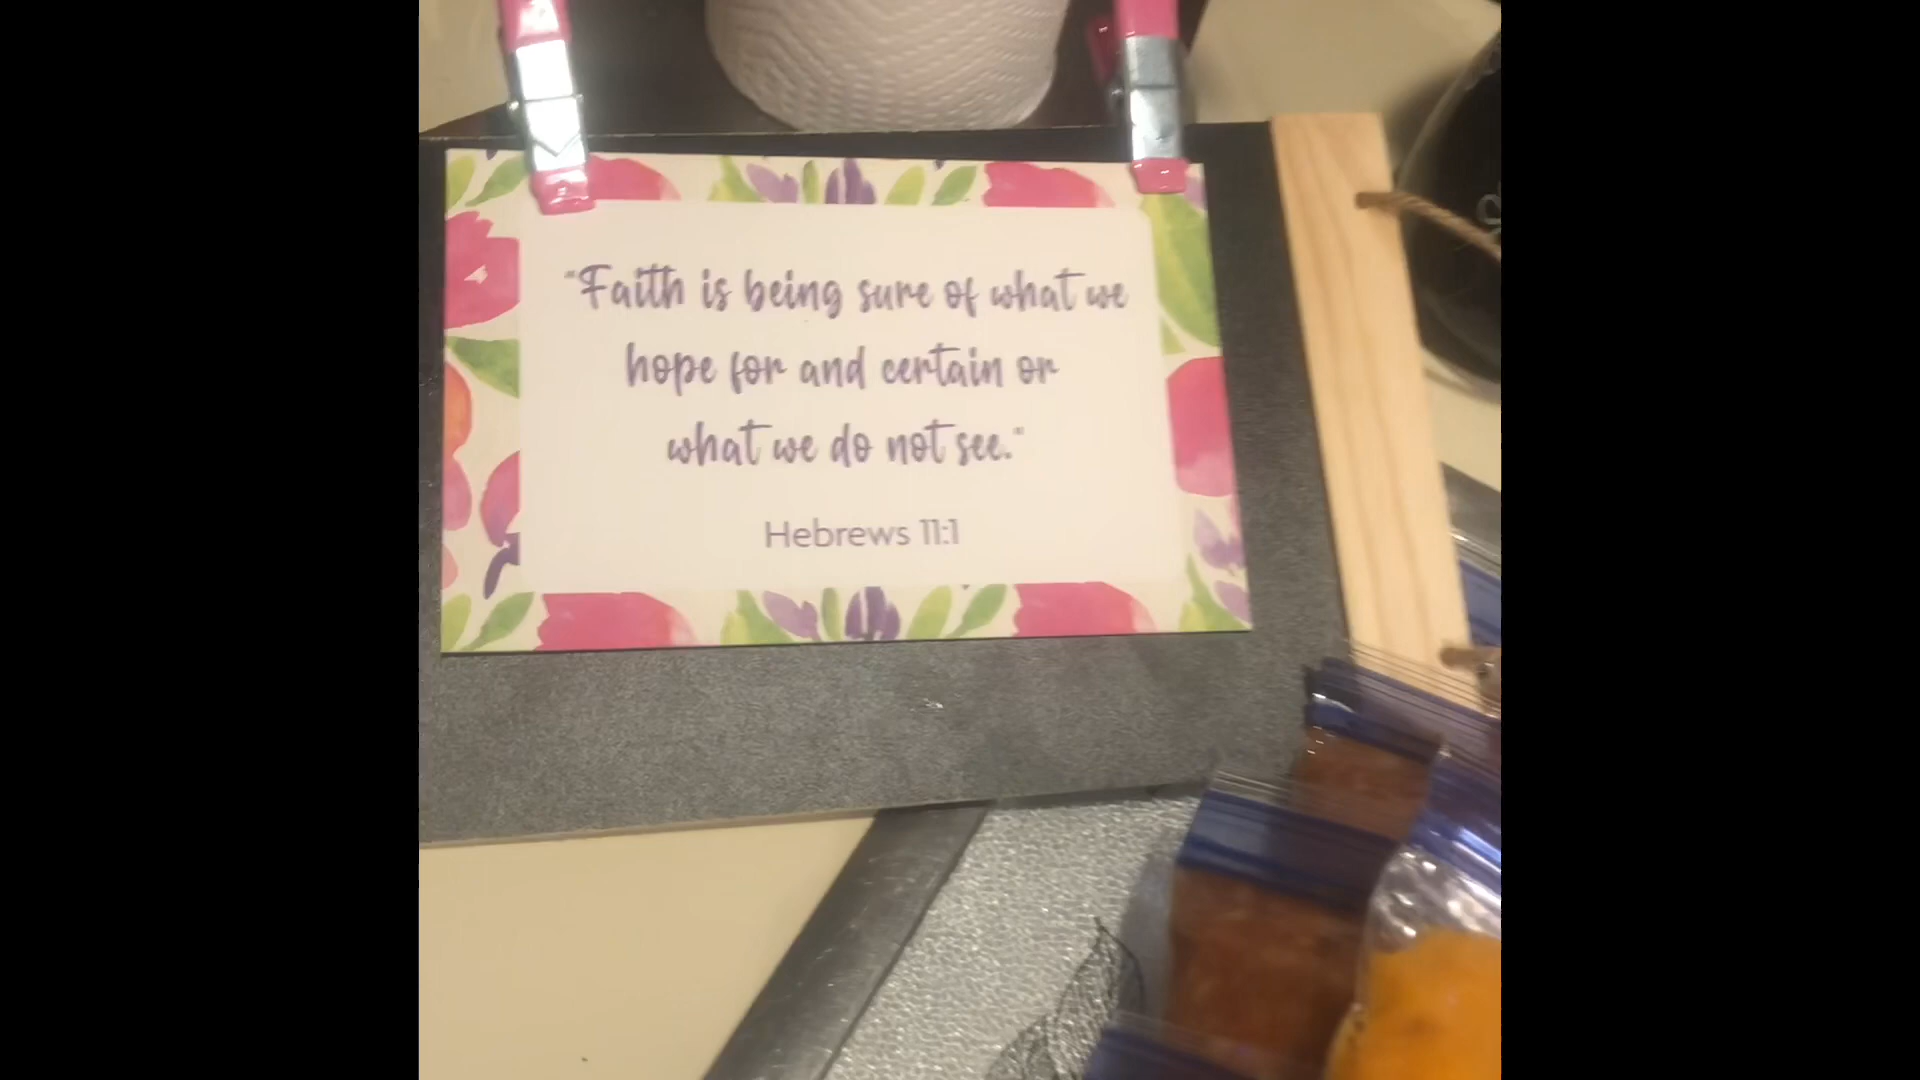 "Faith is being sure of what we
hope for and certain or
what we do not see."
Hebrews 11:1